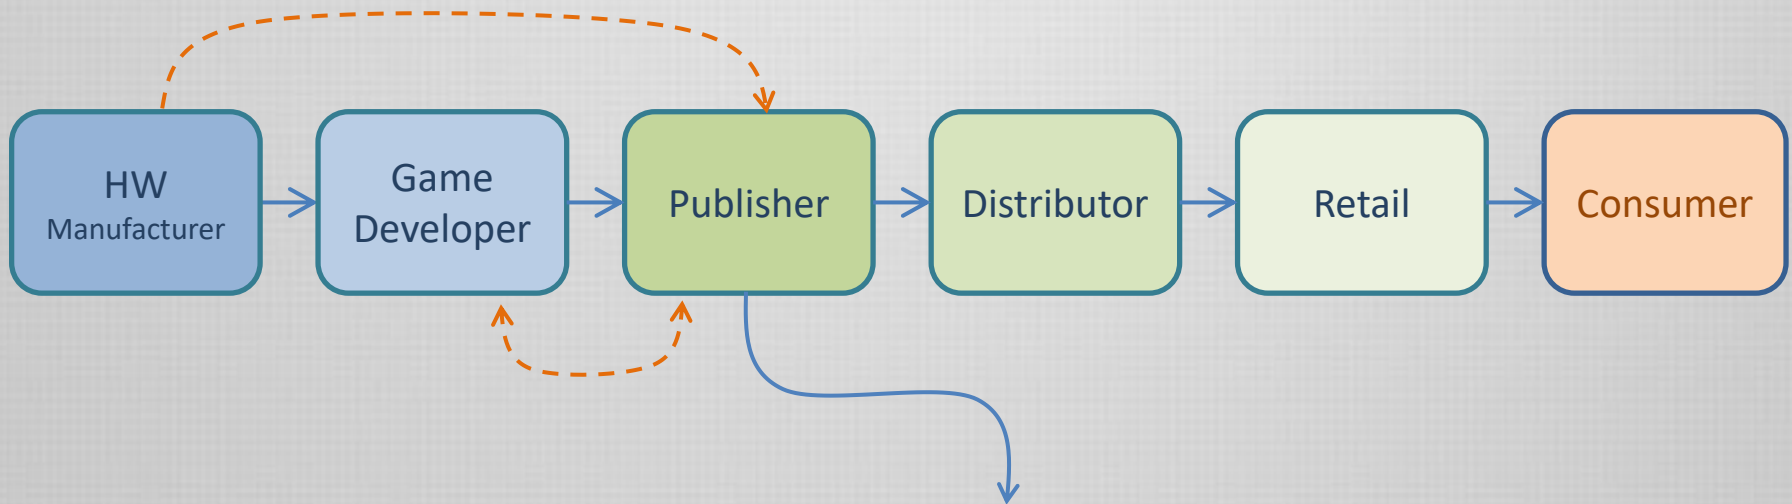 HW
Manufacturer
Game
Developer
Publisher
Distributor
Retail
Consumer